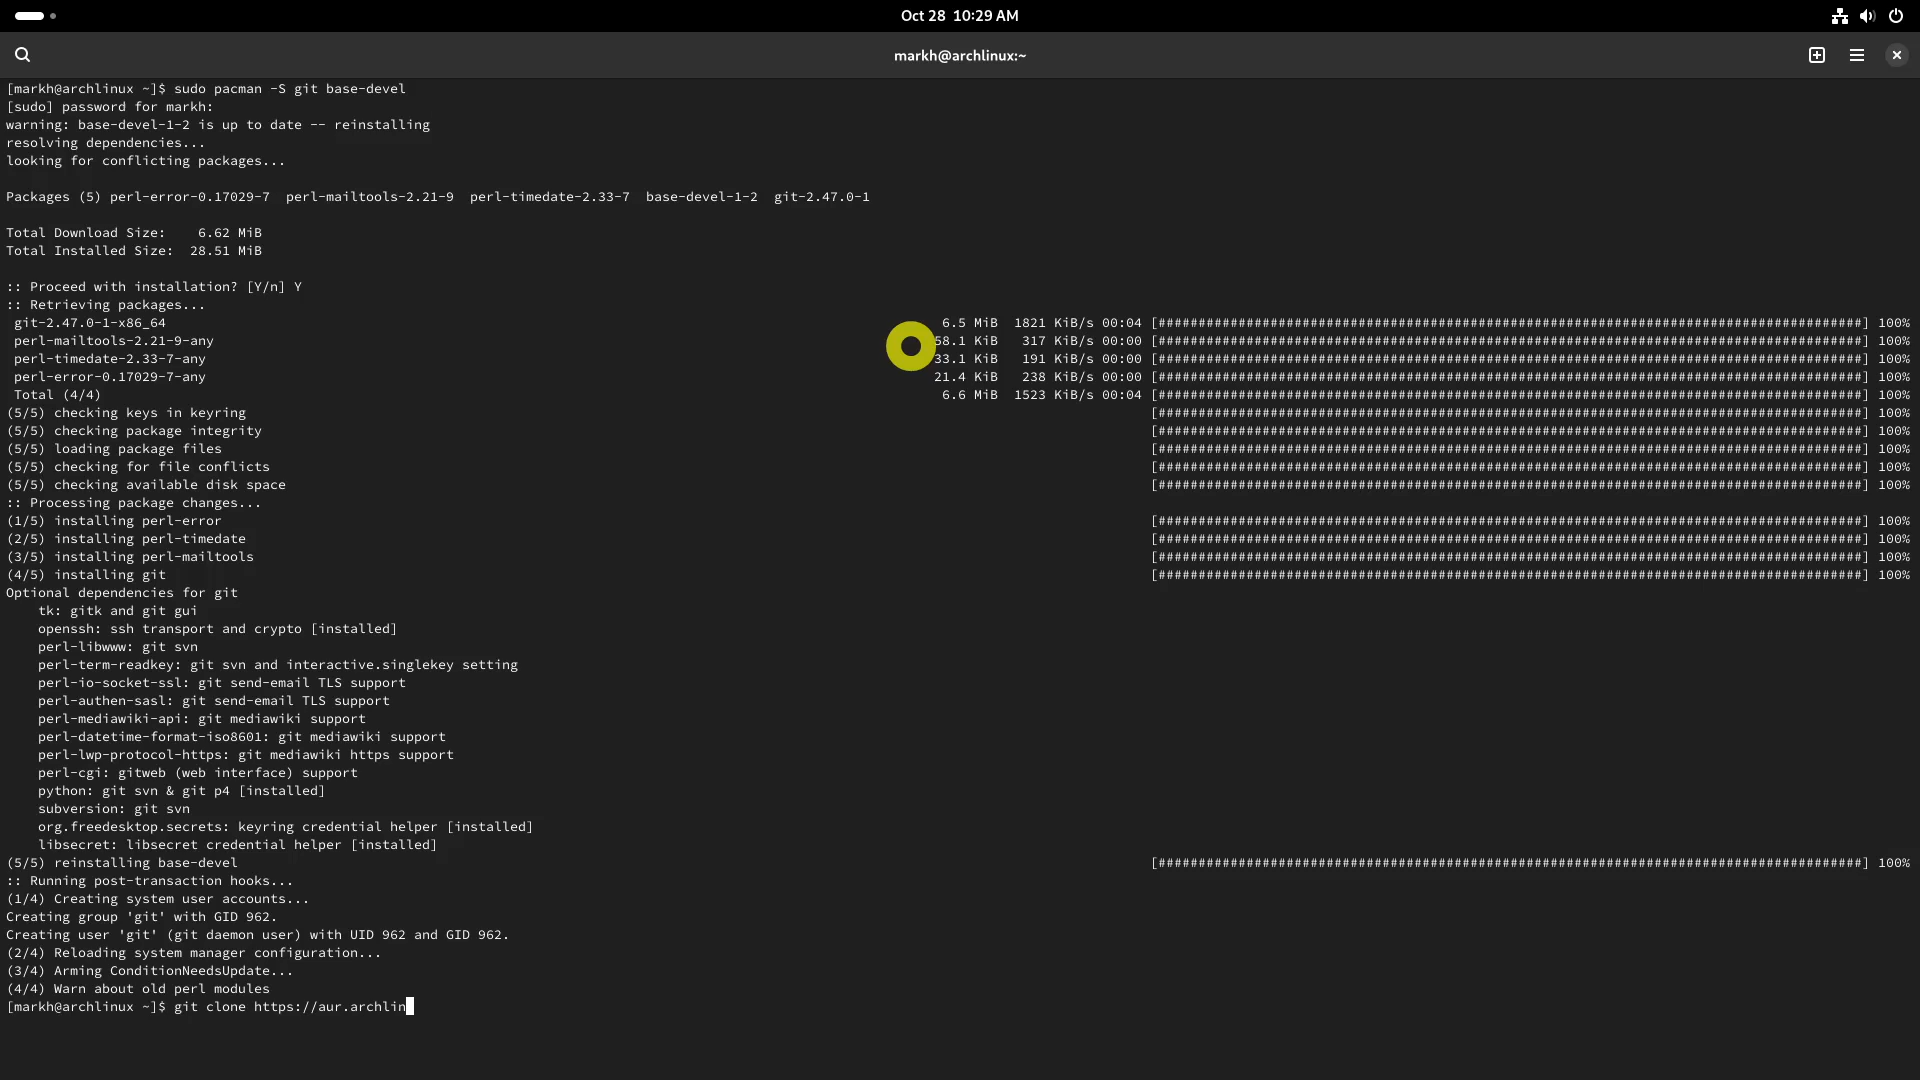 Oct 28 10:29 AM
markh@archlinux:~
[markh@archlinux ~]$ sudo pacman -S git base-devel
[sudo] password for markh:
warning: base-devel-1-2 is up to date -- reinstalling
resolving dependencies...
looking for conflicting packages...
Packages (5) perl-error-0.17029-7 perl-mailtools-2.21-9 perl-timedate-2.33-7 base-devel-1-2 git-2.47.0-1
Total Download Size: 6.62 MiB
Total Installed Size: 28.51 MiB
:: Proceed with installation? [Y/n] Y
:: Retrieving packages...
git-2.47.0-1-x86_64 6.5 MiB 1821 KiB/s 00:04 [########################################################################################] 100%
perl-mailtools-2.21-9-any 58.1 KiB 317 KiB/s 00:00 [########################################################################################] 100%
perl-timedate-2.33-7-any 33.1 KiB 191 KiB/s 00:00 [########################################################################################] 100%
perl-error-0.17029-7-any 21.4 KiB 238 KiB/s 00:00 [########################################################################################] 100%
Total (4/4) 6.6 MiB 1523 KiB/s 00:04 [########################################################################################] 100%
(5/5) checking keys in keyring [########################################################################################] 100%
(5/5) checking package integrity [########################################################################################] 100%
(5/5) loading package files [########################################################################################] 100%
(5/5) checking for file conflicts [########################################################################################] 100%
(5/5) checking available disk space [########################################################################################] 100%
:: Processing package changes...
(1/5) installing perl-error [########################################################################################] 100%
(2/5) installing perl-timedate [########################################################################################] 100%
(3/5) installing perl-mailtools [########################################################################################] 100%
(4/5) installing git [########################################################################################] 100%
Optional dependencies for git
tk: gitk and git gui
openssh: ssh transport and crypto [installed]
perl-libwww: git svn
perl-term-readkey: git svn and interactive.singlekey setting
perl-io-socket-ssl: git send-email TLS support
perl-authen-sasl: git send-email TLS support
perl-mediawiki-api: git mediawiki support
perl-datetime-format-iso8601: git mediawiki support
perl-lwp-protocol-https: git mediawiki https support
perl-cgi: gitweb (web interface) support
python: git svn & git p4 [installed]
subversion: git svn
org.freedesktop.secrets: keyring credential helper [installed]
libsecret: libsecret credential helper [installed]
(5/5) reinstalling base-devel [########################################################################################] 100%
:: Running post-transaction hooks...
(1/4) Creating system user accounts...
Creating group 'git' with GID 962.
Creating user 'git' (git daemon user) with UID 962 and GID 962.
(2/4) Reloading system manager configuration...
(3/4) Arming ConditionNeedsUpdate...
(4/4) Warn about old perl modules
[markh@archlinux ~]$ git clone https://aur.archlin